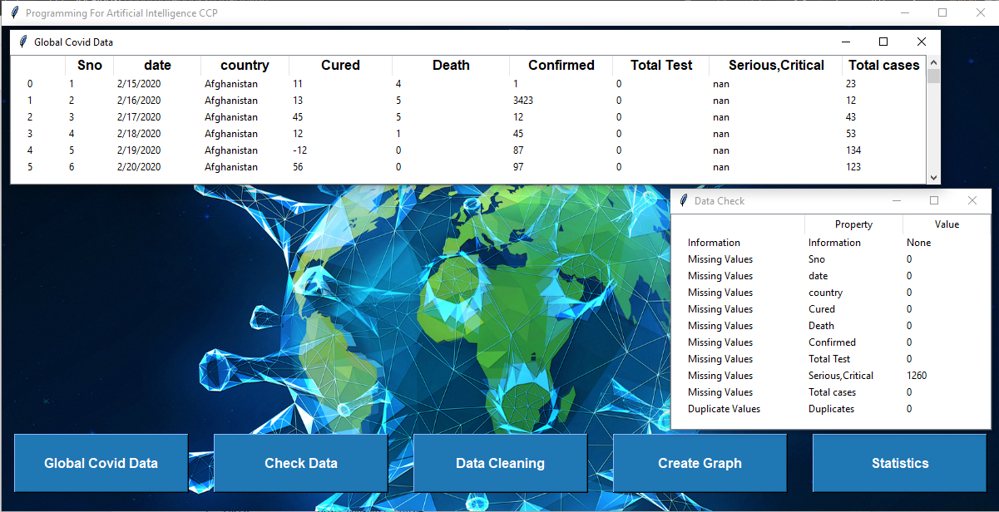 Programming For Artificial Intelligence CCP
Global Covid Data
Sno date country Cured Death Confirmed Total Test Serious,Critical Total cases
0 1 2/15/2020 Afghanistan 11 4 1 0 nan 23
1 2 2/16/2020 Afghanistan 13 5 3423 0 nan 12
2 3 2/17/2020 Afghanistan 45 5 12 0 nan 43
3 4 2/18/2020 Afghanistan 12 1 45 0 nan 53
4 5 2/19/2020 Afghanistan -12 0 87 0 nan 134
5 6 2/20/2020 Afghanistan 56 0 97 0 nan 123
Data Check
Property Value
Information Information None
Missing Values Sno 0
Missing Values date 0
Missing Values country 0
Missing Values Cured 0
Missing Values Death 0
Missing Values Confirmed 0
Missing Values Total Test 0
Missing Values Serious,Critical 1260
Missing Values Total cases 0
Duplicate Values Duplicates 0
Global Covid Data Check Data Data Cleaning Create Graph Statistics